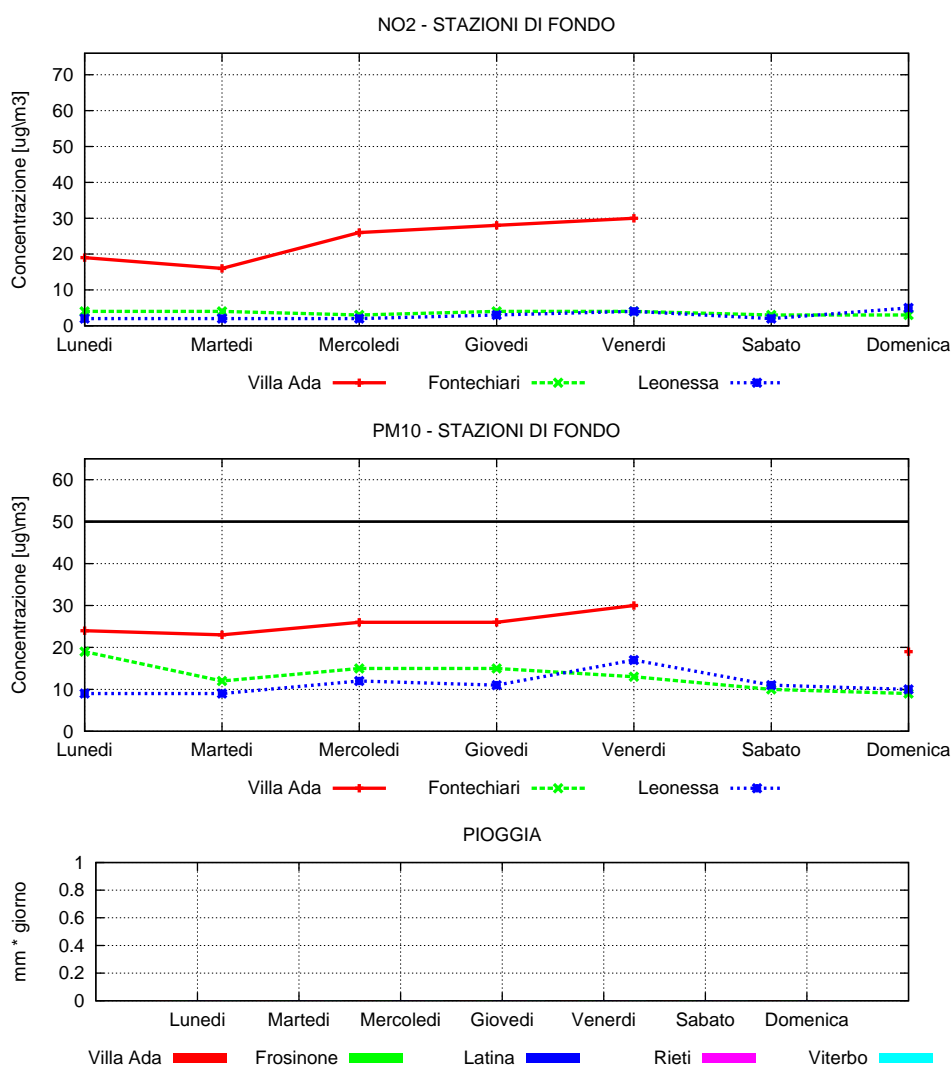 NO2 - STAZIONI DI FONDO
Concentrazione [ug\m3]
70
60
50
40
30
20
10
0
Lunedi Martedi Mercoledi Giovedi Venerdi Sabato Domenica
Villa Ada Fontechiari Leonessa
PM10 - STAZIONI DI FONDO
Concentrazione [ug\m3]
60
50
40
30
20
10
0
Lunedi Martedi Mercoledi Giovedi Venerdi Sabato Domenica
Villa Ada Fontechiari Leonessa
PIOGGIA
mm * giorno
1
0.8
0.6
0.4
0.2
0
Lunedi Martedi Mercoledi Giovedi Venerdi Sabato Domenica
Villa Ada Frosinone Latina Rieti Viterbo